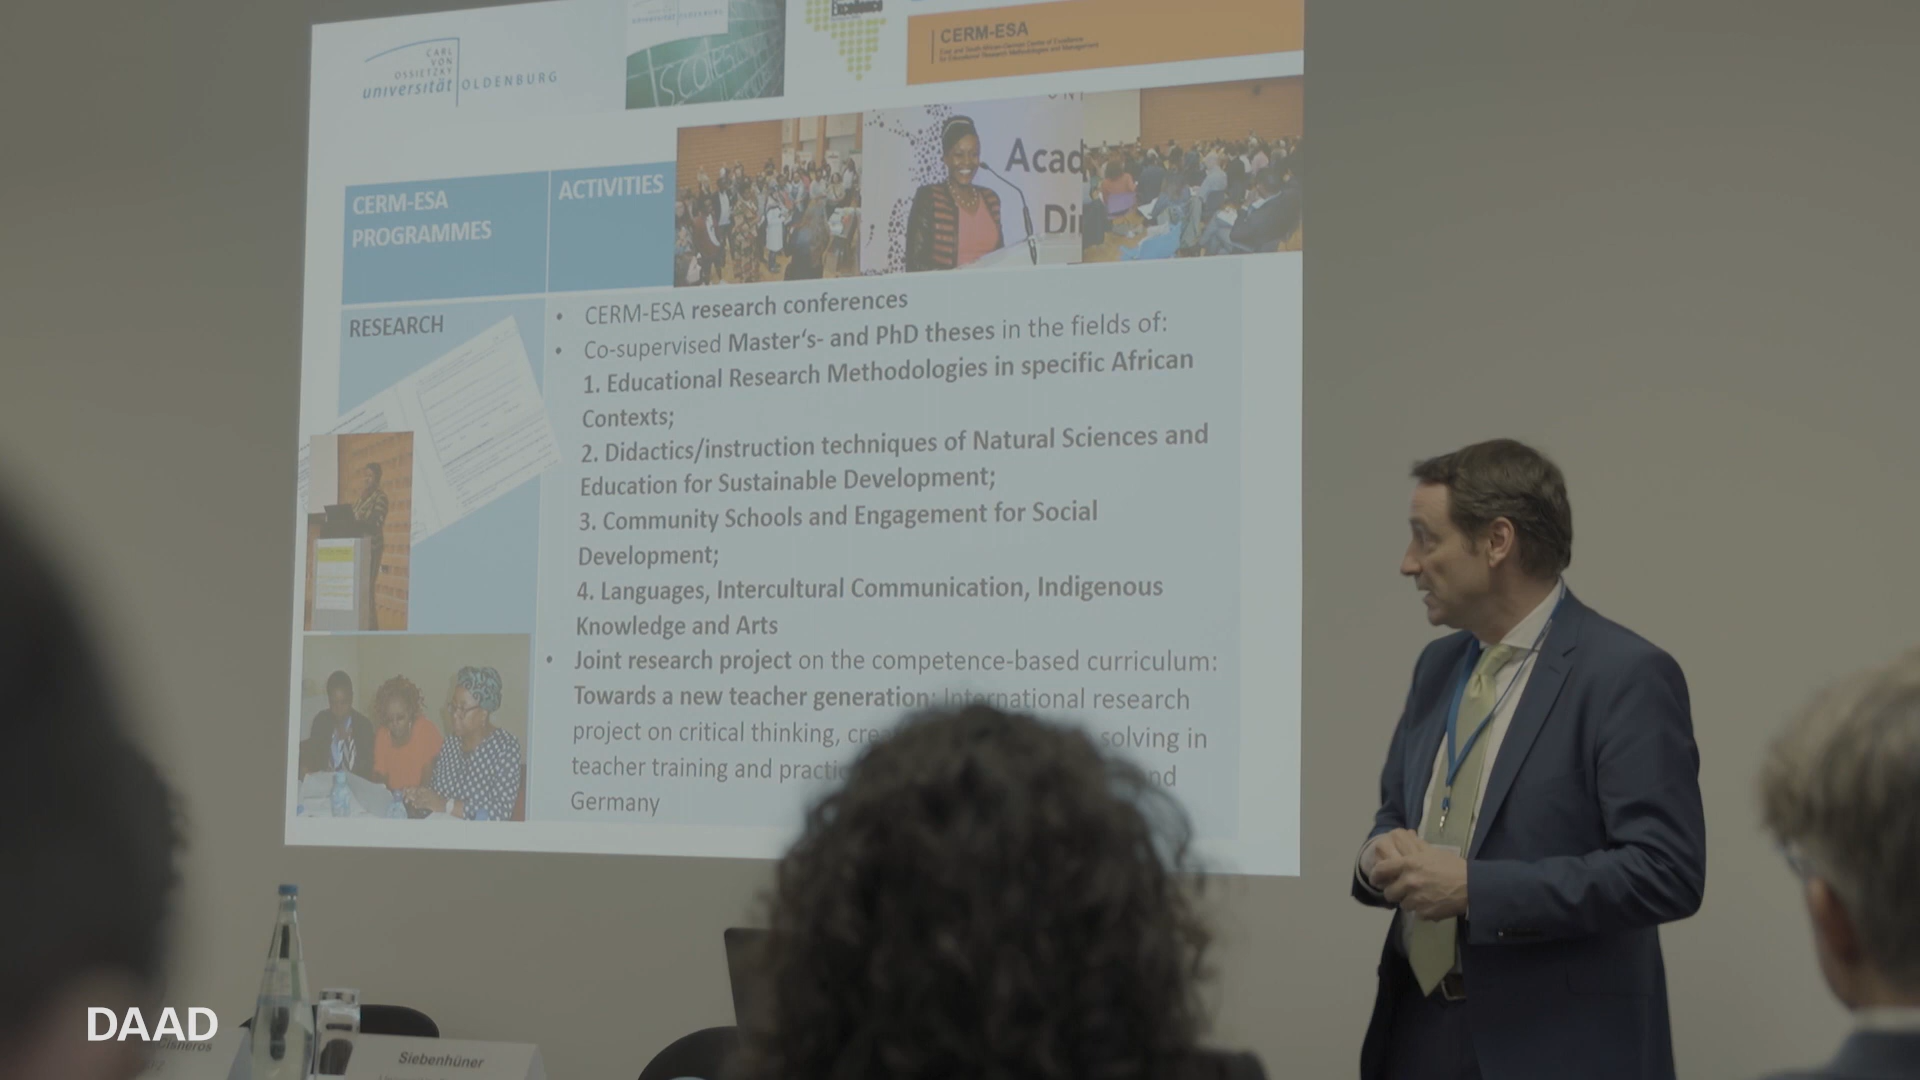 CARL
VON
OSSIETZKY
universität OLDENBURG
CERM-ESA
CERM-ESA
PROGRAMMES
ACTIVITIES
Acad
Di
RESEARCH
• CERM-ESA research conferences
• Co-supervised Master‘s- and PhD theses in the fields of:
1. Educational Research Methodologies in specific African
Contexts;
2. Didactics/instruction techniques of Natural Sciences and
Education for Sustainable Development;
3. Community Schools and Engagement for Social
Development;
4. Languages, Intercultural Communication, Indigenous
Knowledge and Arts
• Joint research project on the competence-based curriculum:
Towards a new teacher generation: International research
project on critical thinking, solving in
teacher training and
Germany
DAAD
Siebenhüner